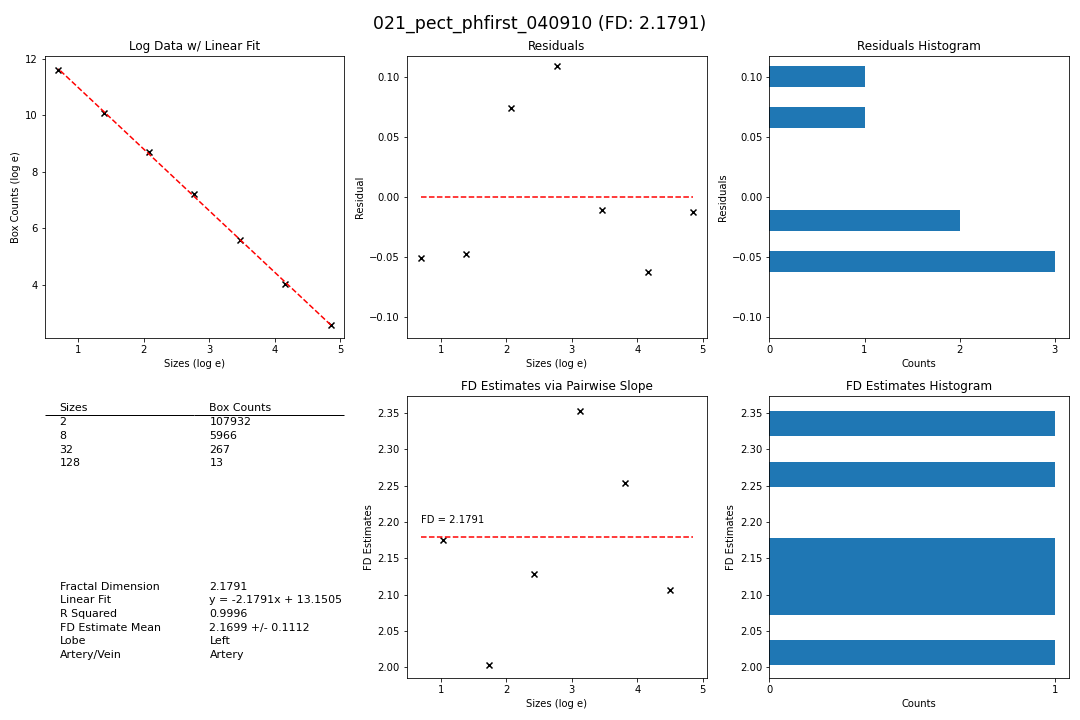 021_pect_phfirst_040910 (FD: 2.1791)
Log Data w/ Linear Fit
12
10
8
6
4
Box Counts (log e)
1 2 3 4 5
Sizes (log e)
Residuals
0.10
0.05
0.00
−0.05
−0.10
Residual
1 2 3 4 5
Sizes (log e)
Residuals Histogram
0.10
0.05
0.00
−0.05
−0.10
Residuals
0 1 2 3
Counts
Sizes Box Counts
2 107932
8 5966
32 267
128 13
Fractal Dimension 2.1791
Linear Fit y = -2.1791x + 13.1505
R Squared 0.9996
FD Estimate Mean 2.1699 +/- 0.1112
Lobe Left
Artery/Vein Artery
FD Estimates via Pairwise Slope
2.35
2.30
2.25
2.20
2.15
2.10
2.05
2.00
FD Estimates
FD = 2.1791
1 2 3 4 5
Sizes (log e)
FD Estimates Histogram
2.35
2.30
2.25
2.20
2.15
2.10
2.05
2.00
FD Estimates
0 1
Counts